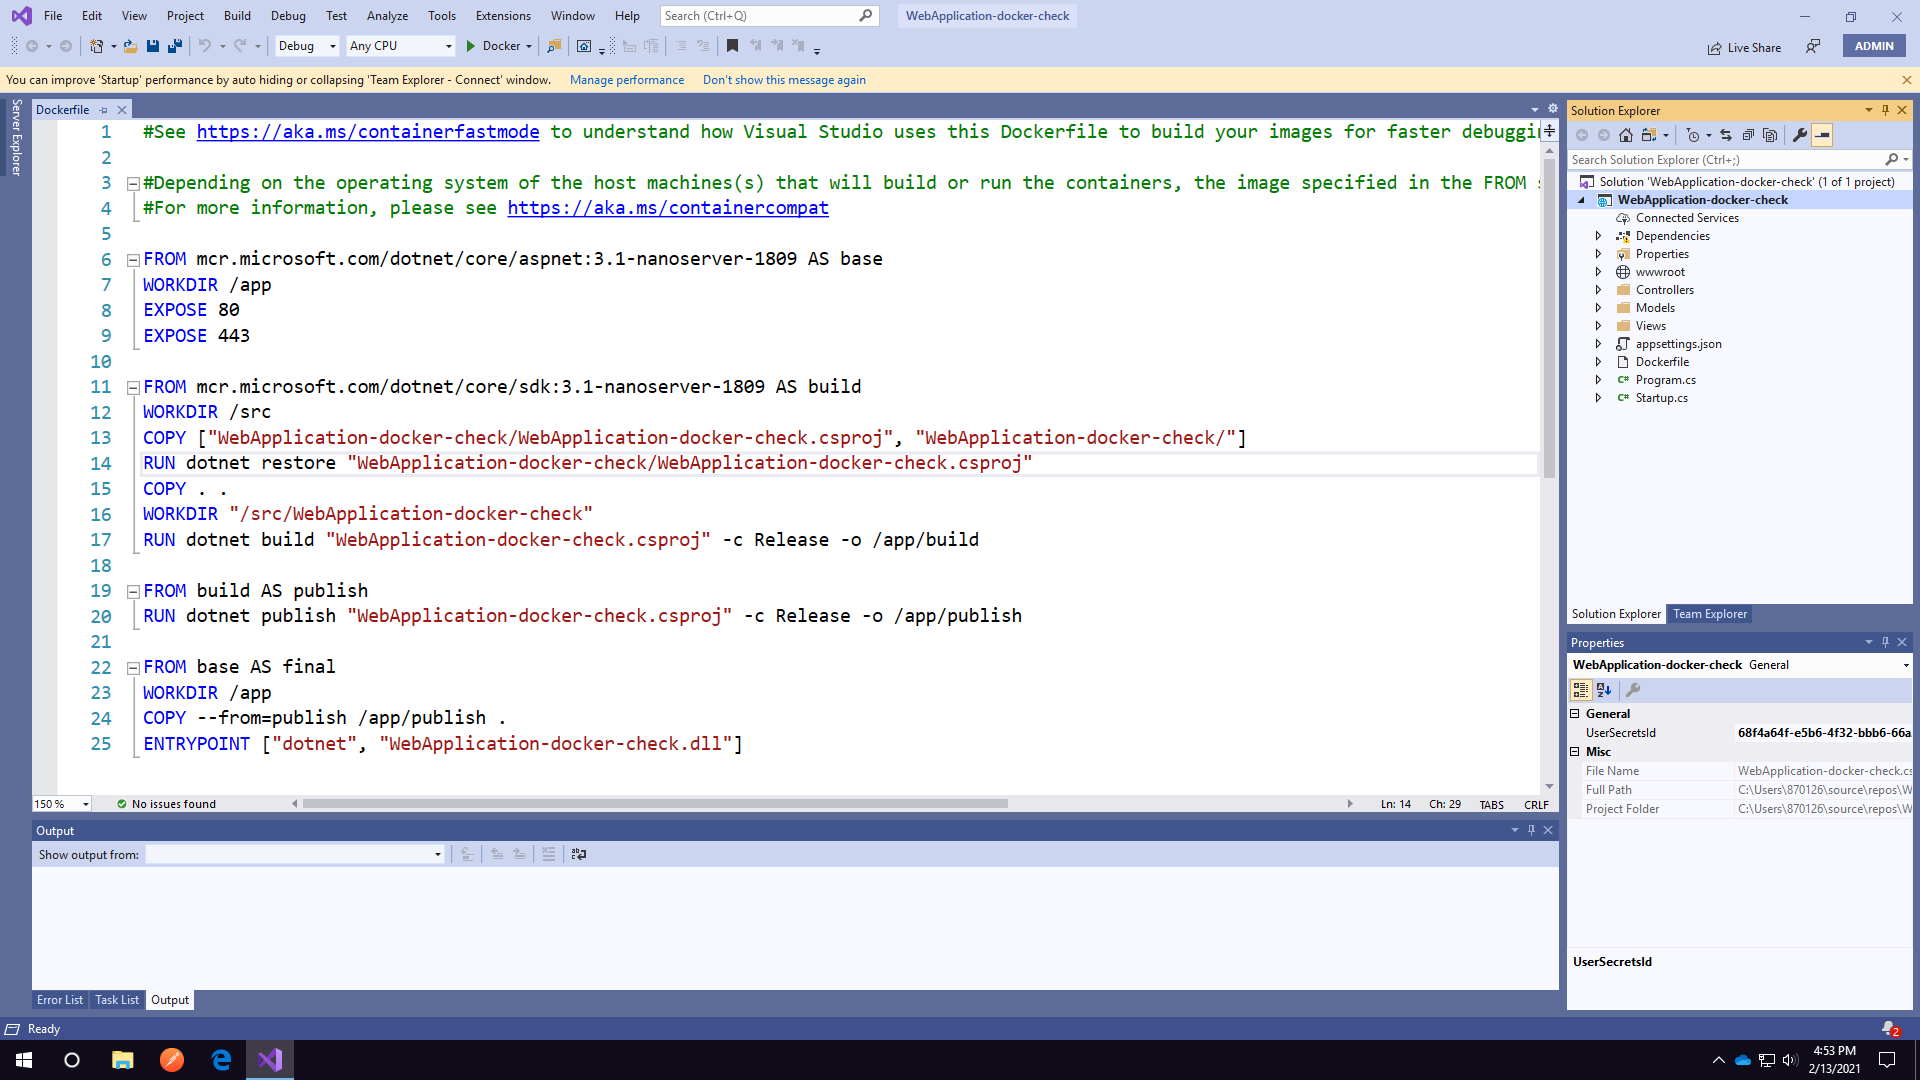 File Edit View Project Build Debug Test Analyze Tools Extensions Window Help Search (Ctrl+Q) WebApplication-docker-check
Debug Any CPU Docker Live Share ADMIN
You can improve 'Startup' performance by auto hiding or collapsing 'Team Explorer - Connect' window. Manage performance Don't show this message again
Server Explorer
Dockerfile
1 #See https://aka.ms/containerfastmode to understand how Visual Studio uses this Dockerfile to build your images for faster debuggin
2
3 #Depending on the operating system of the host machines(s) that will build or run the containers, the image specified in the FROM s
4 #For more information, please see https://aka.ms/containercompat
5
6 FROM mcr.microsoft.com/dotnet/core/aspnet:3.1-nanoserver-1809 AS base
7 WORKDIR /app
8 EXPOSE 80
9 EXPOSE 443
10
11 FROM mcr.microsoft.com/dotnet/core/sdk:3.1-nanoserver-1809 AS build
12 WORKDIR /src
13 COPY ["WebApplication-docker-check/WebApplication-docker-check.csproj", "WebApplication-docker-check/"]
14 RUN dotnet restore "WebApplication-docker-check/WebApplication-docker-check.csproj"
15 COPY . .
16 WORKDIR "/src/WebApplication-docker-check"
17 RUN dotnet build "WebApplication-docker-check.csproj" -c Release -o /app/build
18
19 FROM build AS publish
20 RUN dotnet publish "WebApplication-docker-check.csproj" -c Release -o /app/publish
21
22 FROM base AS final
23 WORKDIR /app
24 COPY --from=publish /app/publish .
25 ENTRYPOINT ["dotnet", "WebApplication-docker-check.dll"]
150 % No issues found Ln: 14 Ch: 29 TABS CRLF
Output
Show output from:
Error List Task List Output
Solution Explorer
Search Solution Explorer (Ctrl+;)
Solution 'WebApplication-docker-check' (1 of 1 project)
WebApplication-docker-check
Connected Services
Dependencies
Properties
wwwroot
Controllers
Models
Views
appsettings.json
Dockerfile
C# Program.cs
C# Startup.cs
Solution Explorer Team Explorer
Properties
WebApplication-docker-check General
General
UserSecretsId 68f4a64f-e5b6-4f32-bbb6-66a
Misc
File Name WebApplication-docker-check.cs
Full Path C:\Users\870126\source\repos\W
Project Folder C:\Users\870126\source\repos\W
UserSecretsId
Ready 2
4:53 PM
2/13/2021